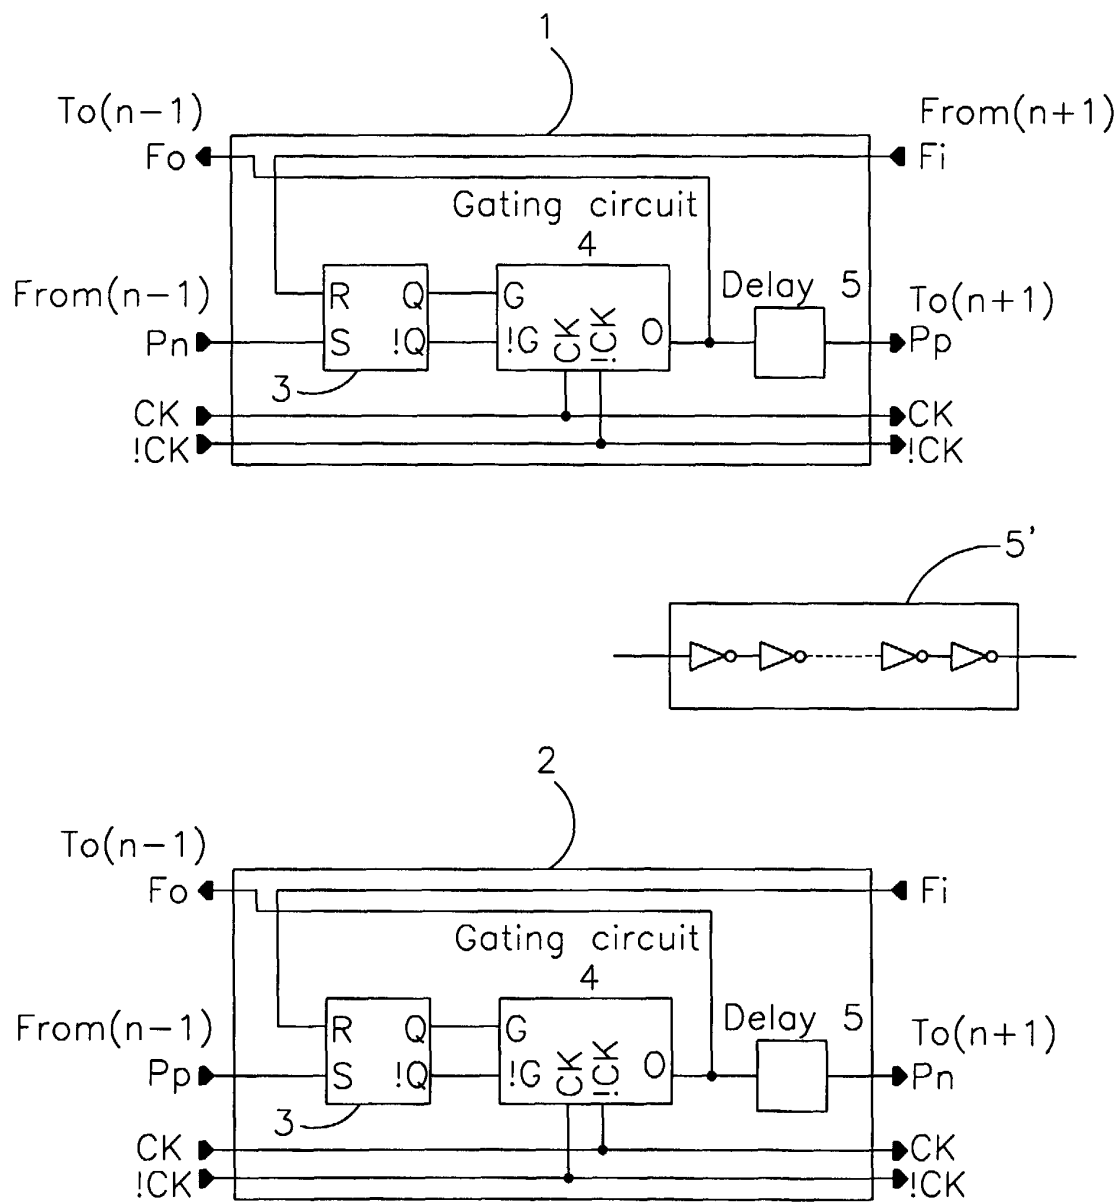 1
To(n-1)
From(n+1)
Fo
Fi
Gating circuit
4
From(n-1)
R
Q
G
Delay 5
To(n+1)
Pn
S
!Q
!G
CK
!CK
O
Pp
3
CK
CK
!CK
!CK
5'
2
To(n-1)
Fo
Fi
Gating circuit
4
From(n-1)
R
Q
G
Delay 5
To(n+1)
Pp
S
!Q
!G
CK
!CK
O
Pn
3
CK
CK
!CK
!CK